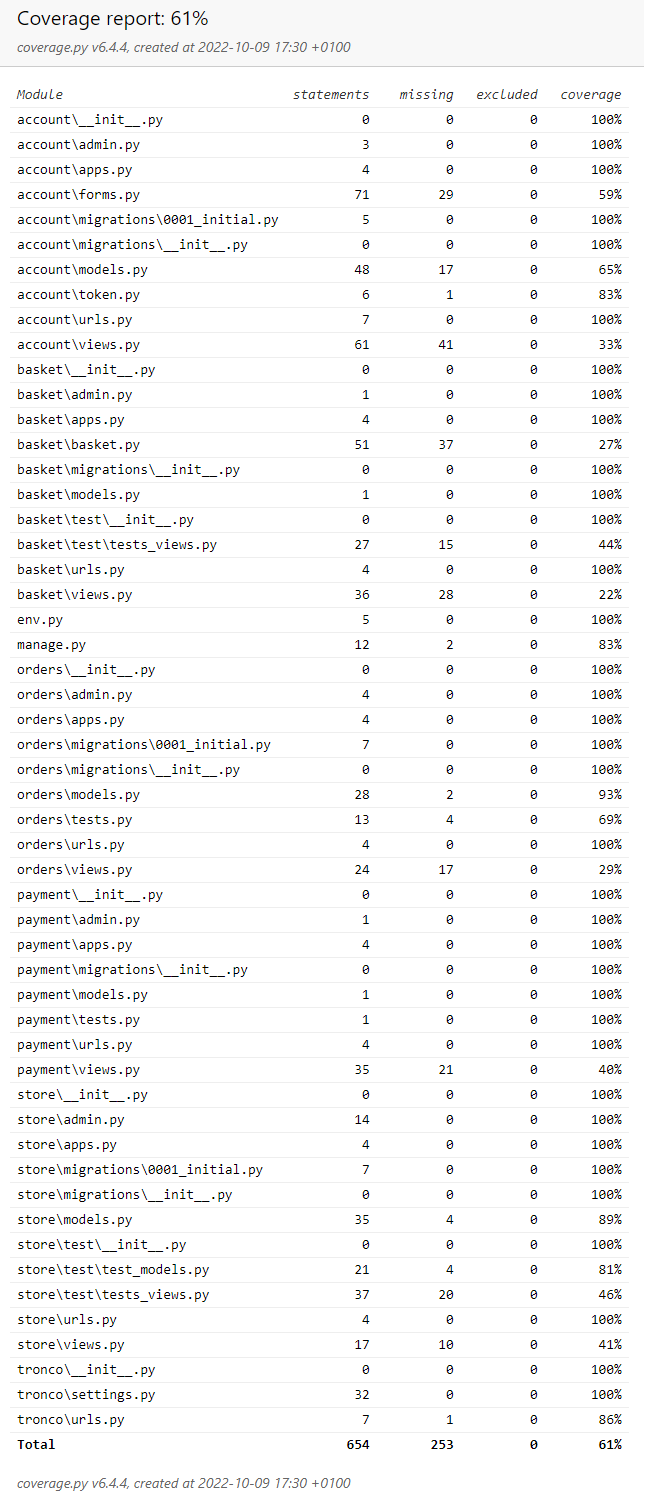 Coverage report: 61%
coverage.py v6.4.4, created at 2022-10-09 17:30 +0100
Module statements missing excluded coverage
account\__init__.py 0 0 0 100%
account\admin.py 3 0 0 100%
account\apps.py 4 0 0 100%
account\forms.py 71 29 0 59%
account\migrations\0001_initial.py 5 0 0 100%
account\migrations\__init__.py 0 0 0 100%
account\models.py 48 17 0 65%
account\token.py 6 1 0 83%
account\urls.py 7 0 0 100%
account\views.py 61 41 0 33%
basket\__init__.py 0 0 0 100%
basket\admin.py 1 0 0 100%
basket\apps.py 4 0 0 100%
basket\basket.py 51 37 0 27%
basket\migrations\__init__.py 0 0 0 100%
basket\models.py 1 0 0 100%
basket\test\__init__.py 0 0 0 100%
basket\test\tests_views.py 27 15 0 44%
basket\urls.py 4 0 0 100%
basket\views.py 36 28 0 22%
env.py 5 0 0 100%
manage.py 12 2 0 83%
orders\__init__.py 0 0 0 100%
orders\admin.py 4 0 0 100%
orders\apps.py 4 0 0 100%
orders\migrations\0001_initial.py 7 0 0 100%
orders\migrations\__init__.py 0 0 0 100%
orders\models.py 28 2 0 93%
orders\tests.py 13 4 0 69%
orders\urls.py 4 0 0 100%
orders\views.py 24 17 0 29%
payment\__init__.py 0 0 0 100%
payment\admin.py 1 0 0 100%
payment\apps.py 4 0 0 100%
payment\migrations\__init__.py 0 0 0 100%
payment\models.py 1 0 0 100%
payment\tests.py 1 0 0 100%
payment\urls.py 4 0 0 100%
payment\views.py 35 21 0 40%
store\__init__.py 0 0 0 100%
store\admin.py 14 0 0 100%
store\apps.py 4 0 0 100%
store\migrations\0001_initial.py 7 0 0 100%
store\migrations\__init__.py 0 0 0 100%
store\models.py 35 4 0 89%
store\test\__init__.py 0 0 0 100%
store\test\test_models.py 21 4 0 81%
store\test\tests_views.py 37 20 0 46%
store\urls.py 4 0 0 100%
store\views.py 17 10 0 41%
tronco\__init__.py 0 0 0 100%
tronco\settings.py 32 0 0 100%
tronco\urls.py 7 1 0 86%
Total 654 253 0 61%
coverage.py v6.4.4, created at 2022-10-09 17:30 +0100